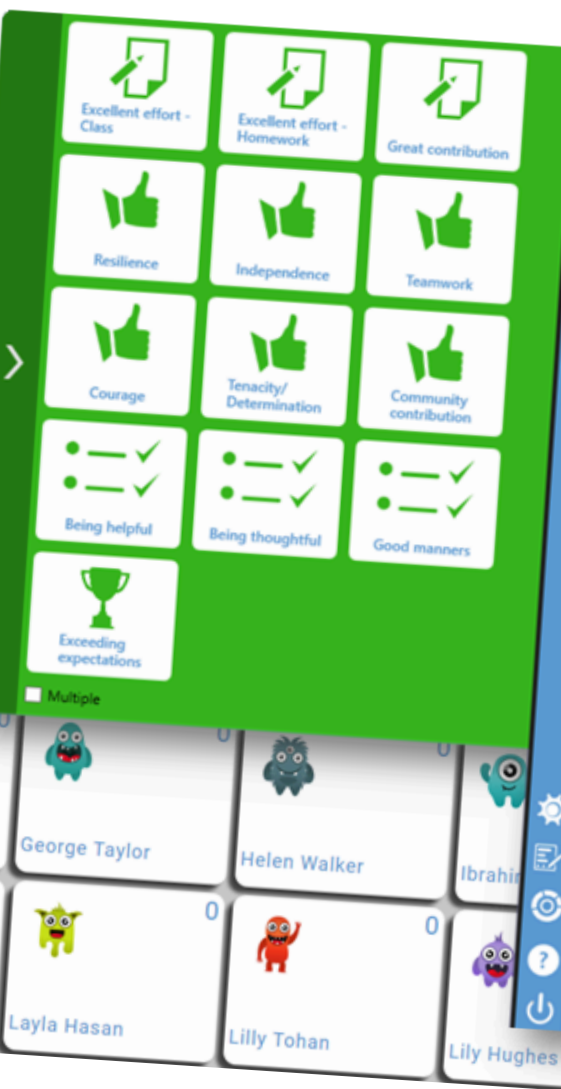 Excellent effort -
Class
Excellent effort -
Homework
Great contribution
Resilience
Independence
Teamwork
Courage
Tenacity/
Determination
Community
contribution
Being helpful
Being thoughtful
Good manners
Exceeding
expectations
Multiple
0
0
0
George Taylor
Helen Walker
Ibrahi
0
0
Layla Hasan
Lilly Tohan
Lily Hughes
?